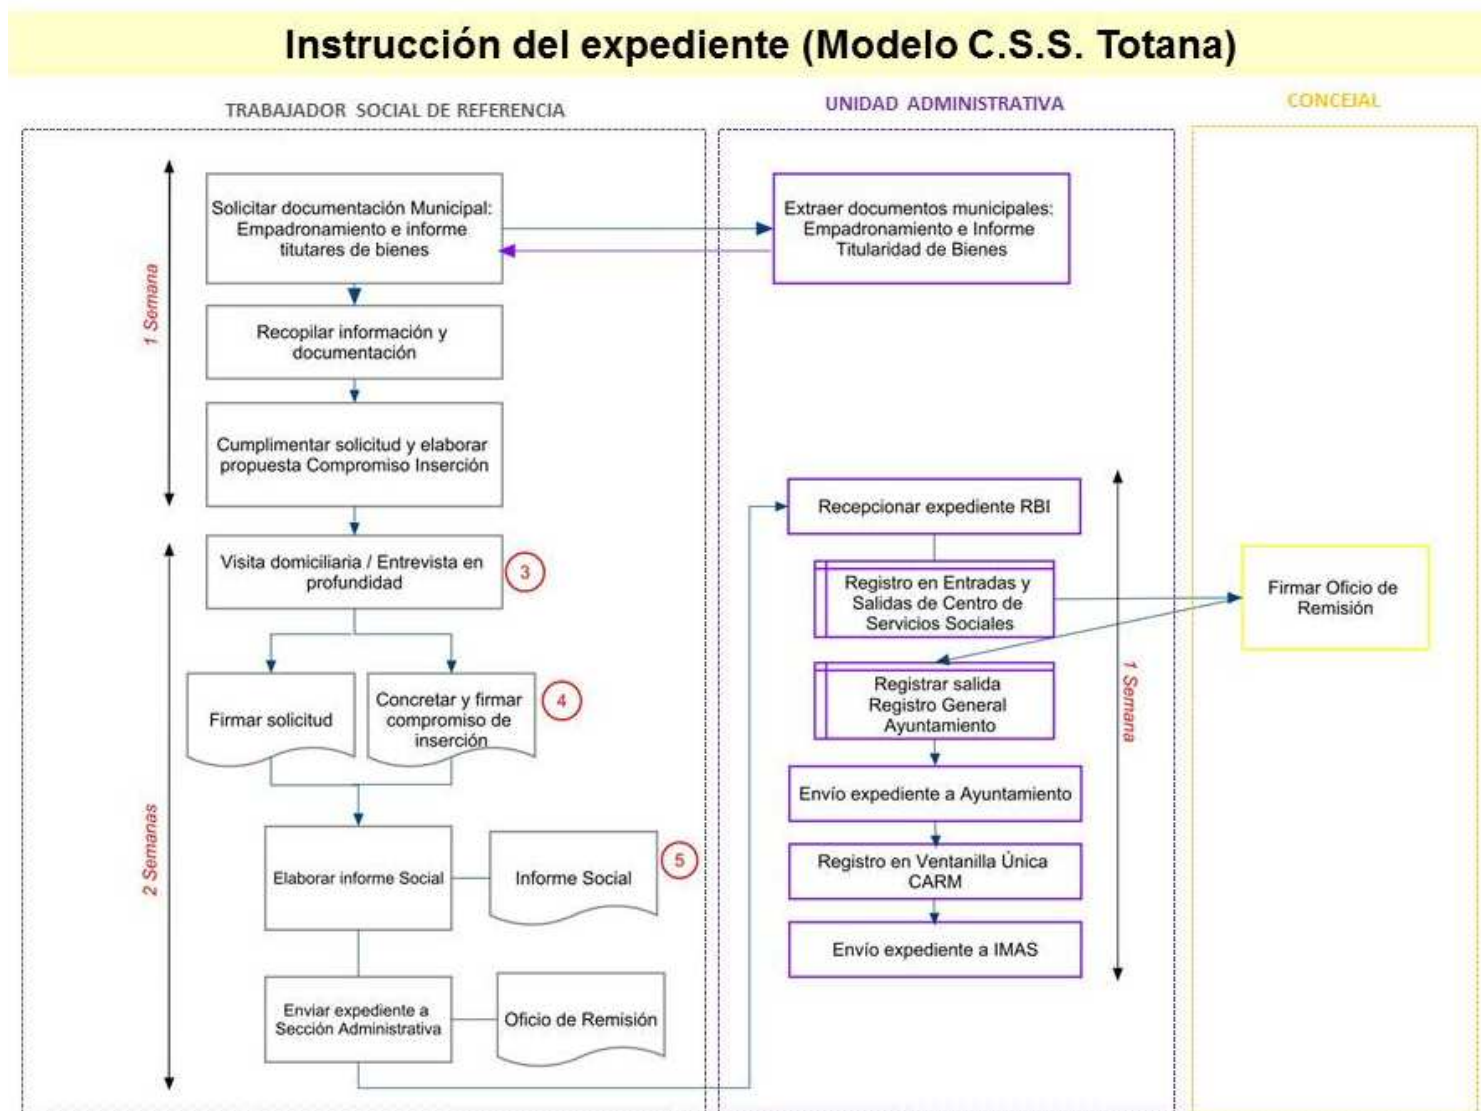 Instrucción del expediente (Modelo C.S.S. Totana)
TRABAJADOR SOCIAL DE REFERENCIA
UNIDAD ADMINISTRATIVA
CONCEJAL
1 Semana
Solicitar documentación Municipal:
Empadronamiento e informe
titutares de bienes
Extraer documentos municipales:
Empadronamiento e Informe
Titularidad de Bienes
Recopilar información y
documentación
Cumplimentar solicitud y elaborar
propuesta Compromiso Inserción
2 Semanas
Visita domiciliaria / Entrevista en
profundidad
3
Firmar solicitud
Concretar y firmar
compromiso de
inserción
4
Elaborar informe Social
Informe Social
5
Enviar expediente a
Sección Administrativa
Oficio de Remisión
1 Semana
Recepcionar expediente RBI
Registro en Entradas y
Salidas de Centro de
Servicios Sociales
Firmar Oficio de
Remisión
Registrar salida
Registro General
Ayuntamiento
Envío expediente a Ayuntamiento
Registro en Ventanilla Única
CARM
Envío expediente a IMAS